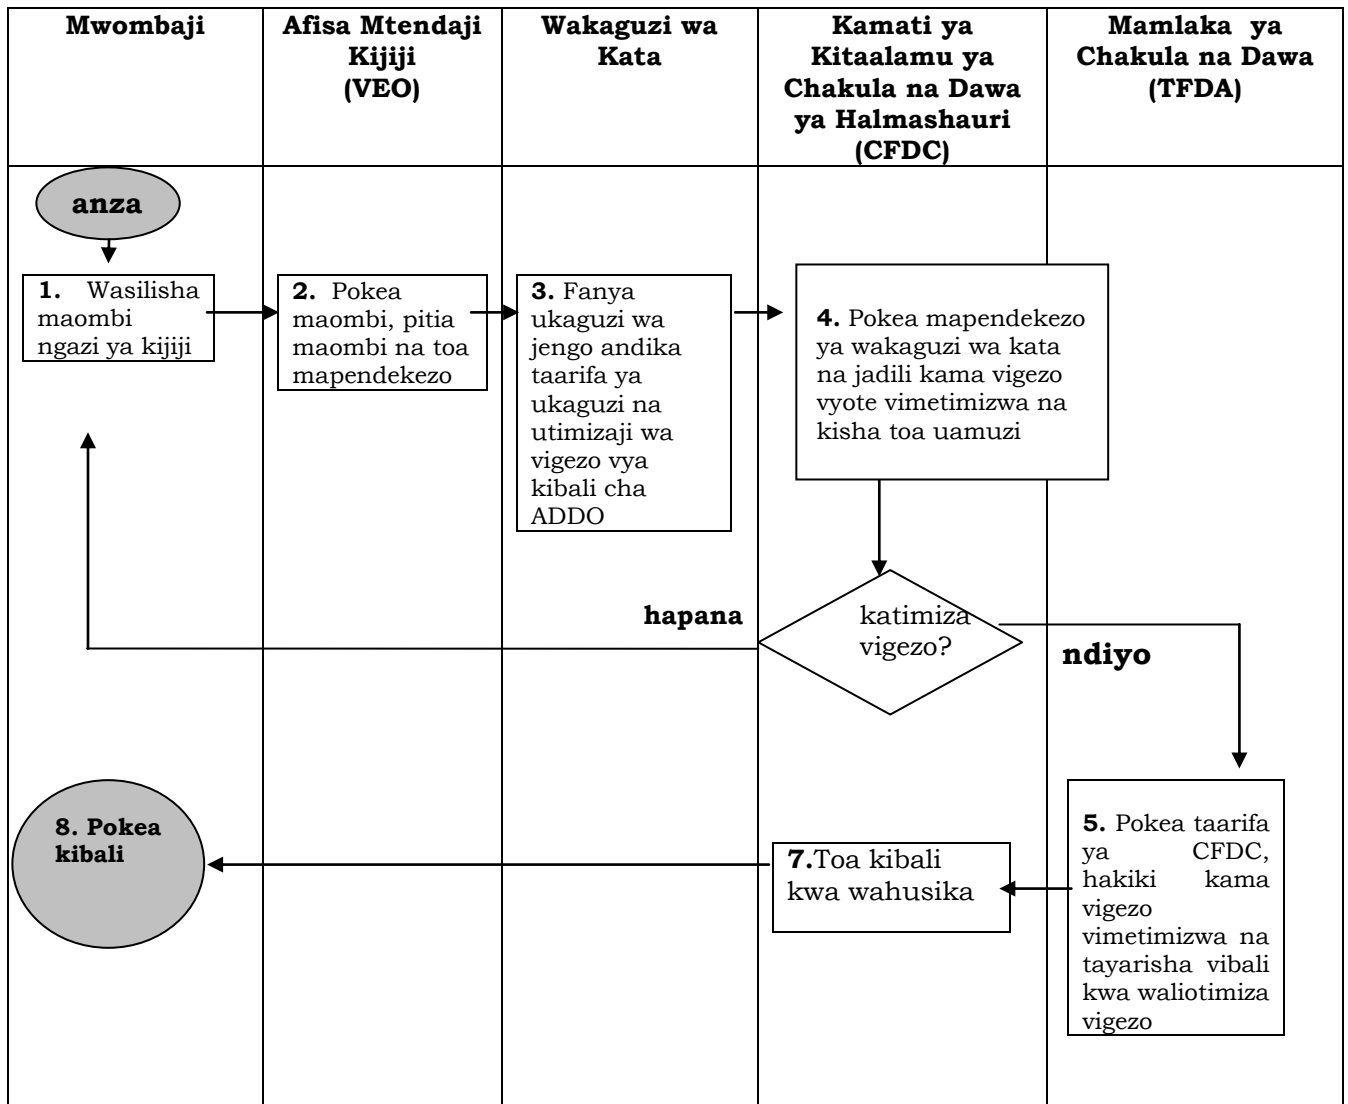 Mwombaji
Afisa Mtendaji
Kijiji
(VEO)
Wakaguzi wa
Kata
Kamati ya
Kitaalamu ya
Chakula na Dawa
ya Halmashauri
(CFDC)
Mamlaka ya
Chakula na Dawa
(TFDA)
anza
1. Wasilisha
maombi
ngazi ya kijiji
2. Pokea
maombi, pitia
maombi na toa
mapendekezo
3. Fanya
ukaguzi wa
jengo andika
taarifa ya
ukaguzi na
utimizaji wa
vigezo vya
kibali cha
ADDO
4. Pokea mapendekezo
ya wakaguzi wa kata
na jadili kama vigezo
vyote vimetimizwa na
kisha toa uamuzi
hapana
katimiza
vigezo?
ndiyo
5. Pokea taarifa
ya CFDC,
hakiki kama
vigezo
vimetimizwa na
tayarisha vibali
kwa waliotimiza
vigezo
7.Toa kibali
kwa wahusika
8. Pokea
kibali